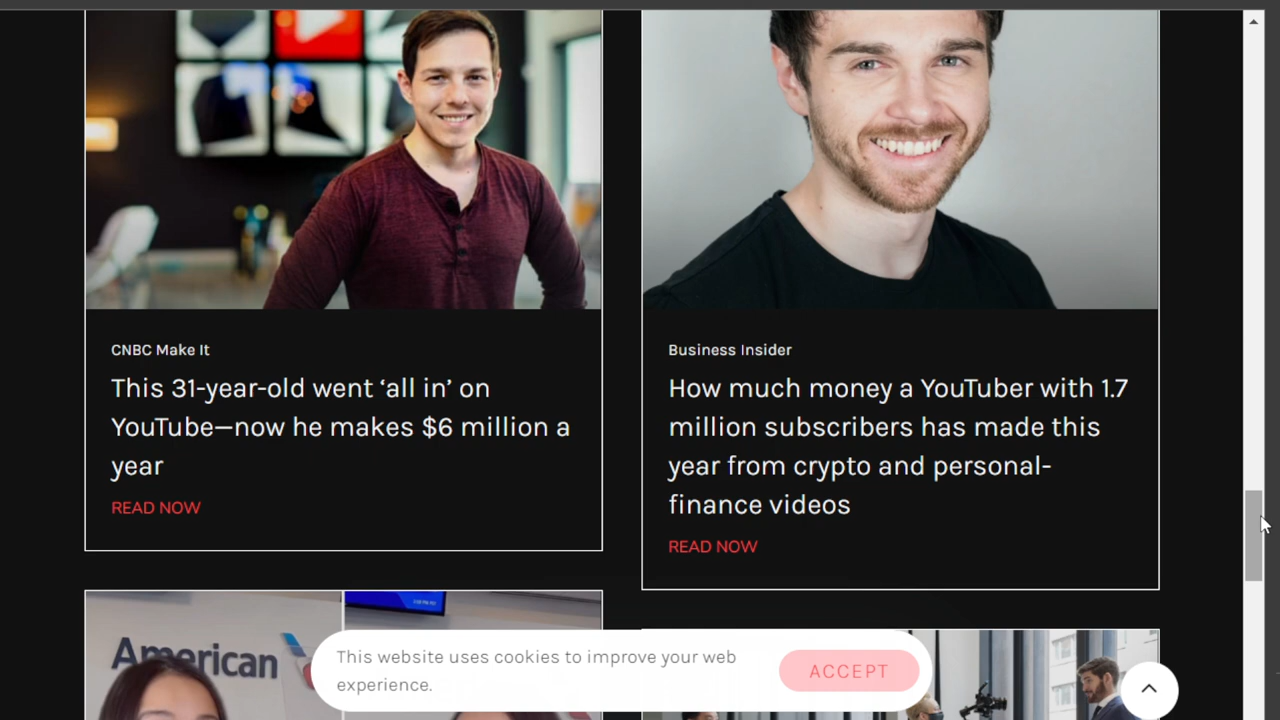 CNBC Make It
This 31-year-old went ‘all in’ on
YouTube—now he makes $6 million a
year
READ NOW
Business Insider
How much money a YouTuber with 1.7
million subscribers has made this
year from crypto and personal-
finance videos
READ NOW
American
This website uses cookies to improve your web
experience.
ACCEPT